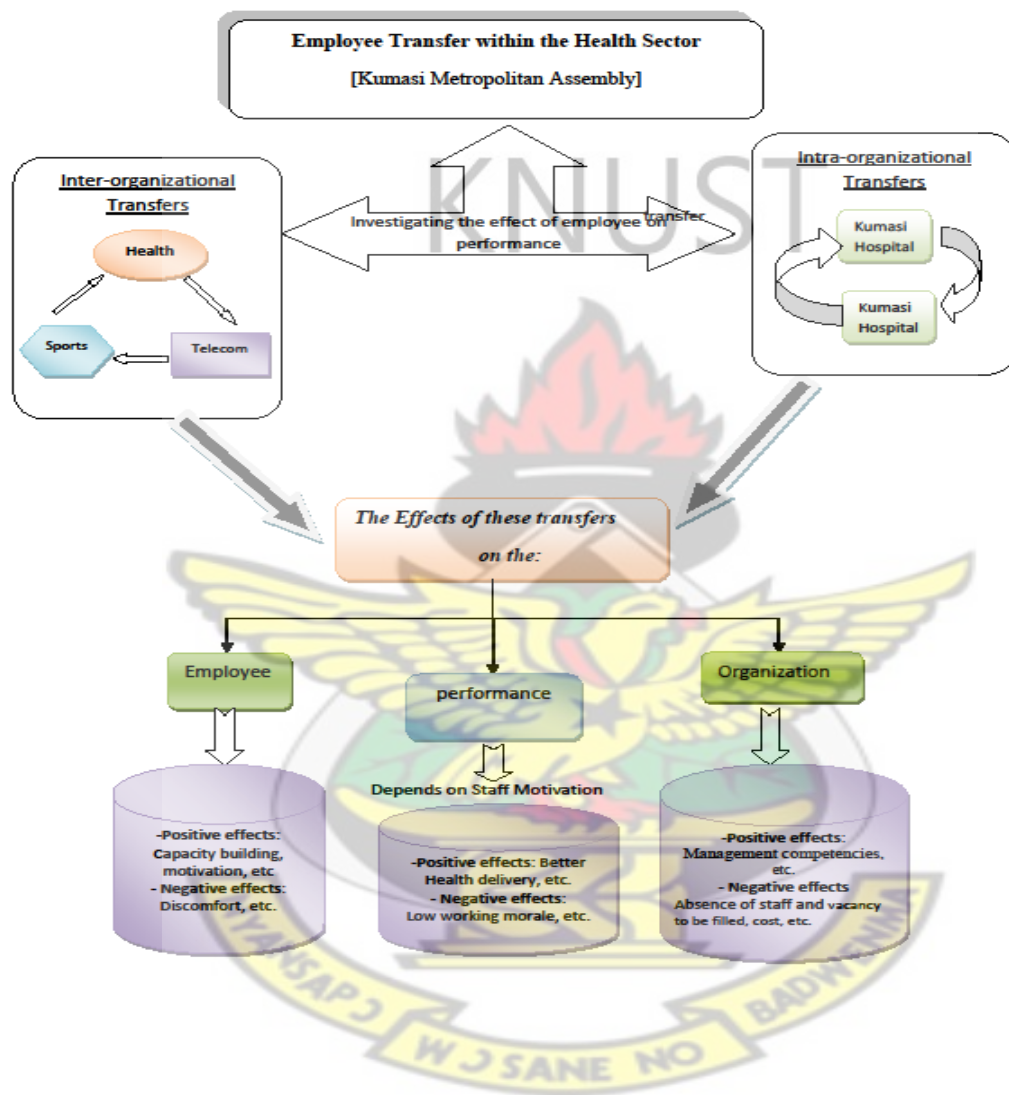 Employee Transfer within the Health Sector
[Kumasi Metropolitan Assembly]
KNUST
Inter-organizational
Transfers
Health
Sports
Telecom
Investigating the effect of employee on transfer
performance
Intra-organizational
Transfers
Kumasi
Hospital
Kumasi
Hospital
The Effects of these transfers
on the:
Employee
performance
Organization
Depends on Staff Motivation
-Positive effects:
Capacity building,
motivation, etc
- Negative effects:
Discomfort, etc.
-Positive effects: Better
Health delivery, etc.
- Negative effects:
Low working morale, etc.
-Positive effects:
Management competencies,
etc.
- Negative effects
Absence of staff and vacancy
to be filled, cost, etc.
NYANSAPƆ WƆSANE NO BADWENMA